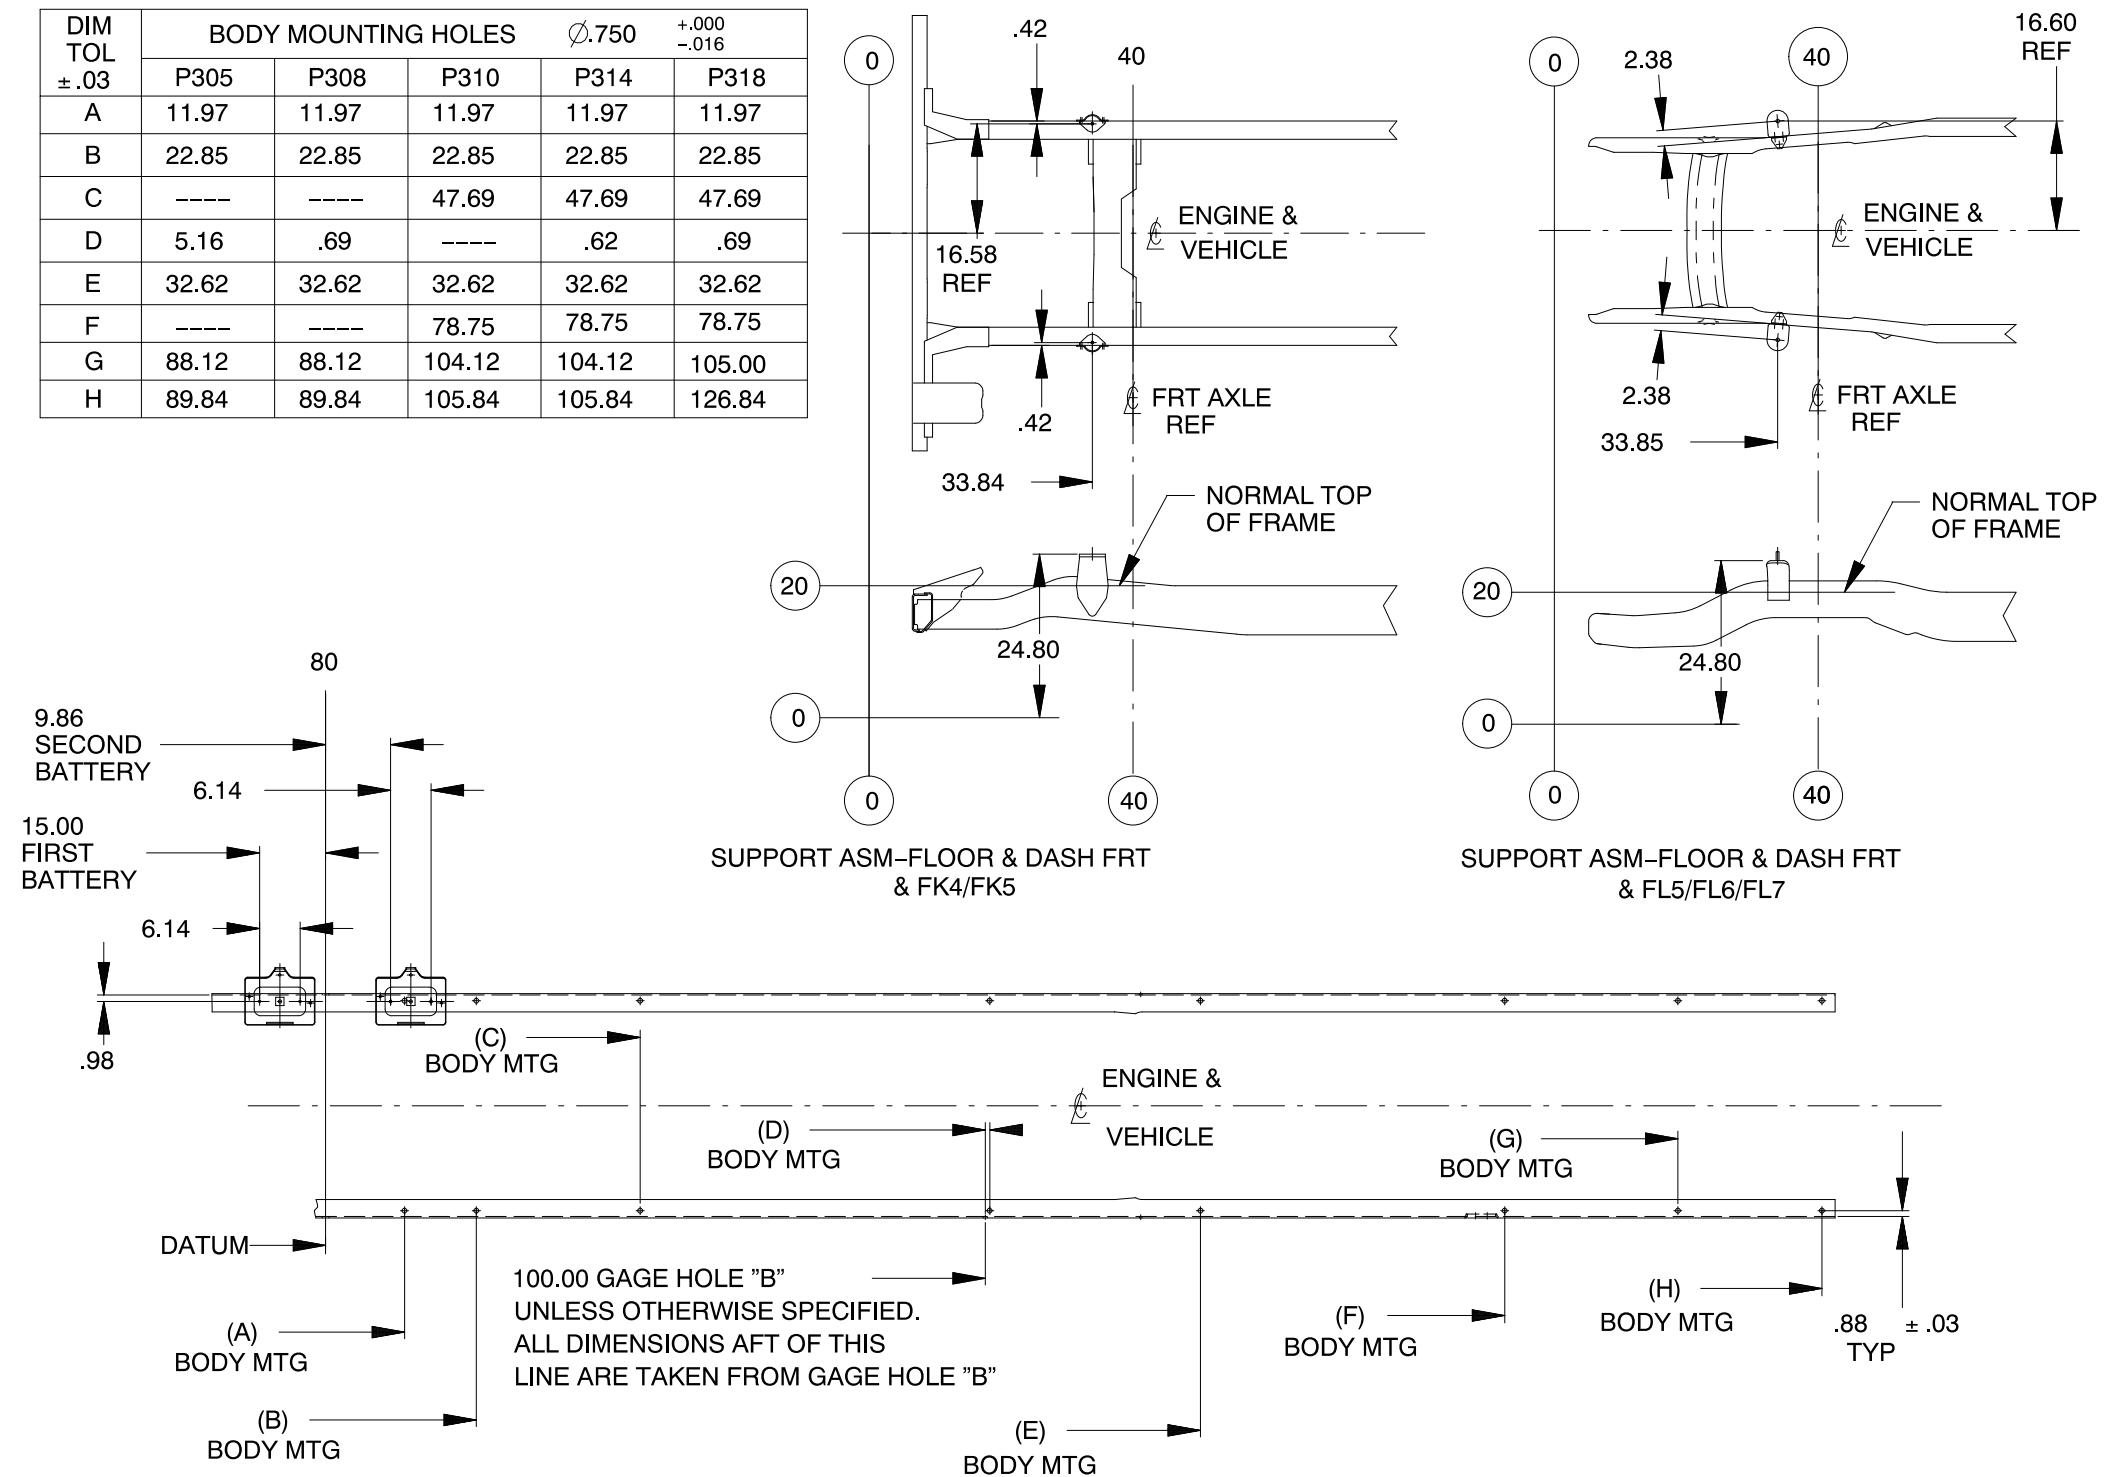 DIM
TOL
± .03
BODY MOUNTING HOLES ∅.750 +.000
–.016
P305 P308 P310 P314 P318
A 11.97 11.97 11.97 11.97 11.97
B 22.85 22.85 22.85 22.85 22.85
C –––– –––– 47.69 47.69 47.69
D 5.16 .69 –––– .62 .69
E 32.62 32.62 32.62 32.62 32.62
F –––– –––– 78.75 78.75 78.75
G 88.12 88.12 104.12 104.12 105.00
H 89.84 89.84 105.84 105.84 126.84
0
.42
40
16.58
REF
ENGINE &
VEHICLE
FRT AXLE
REF
.42
33.84
NORMAL TOP
OF FRAME
20
24.80
0
0
40
SUPPORT ASM–FLOOR & DASH FRT
& FK4/FK5
0
2.38
40
16.60
REF
ENGINE &
VEHICLE
2.38
FRT AXLE
REF
33.85
NORMAL TOP
OF FRAME
20
24.80
0
0
40
SUPPORT ASM–FLOOR & DASH FRT
& FL5/FL6/FL7
80
9.86
SECOND
BATTERY
6.14
15.00
FIRST
BATTERY
6.14
.98
(C)
BODY MTG
ENGINE &
VEHICLE
(D)
BODY MTG
(G)
BODY MTG
DATUM
100.00 GAGE HOLE ”B”
UNLESS OTHERWISE SPECIFIED.
ALL DIMENSIONS AFT OF THIS
LINE ARE TAKEN FROM GAGE HOLE ”B”
(A)
BODY MTG
(B)
BODY MTG
(E)
BODY MTG
(F)
BODY MTG
(H)
BODY MTG
.88 ± .03
TYP